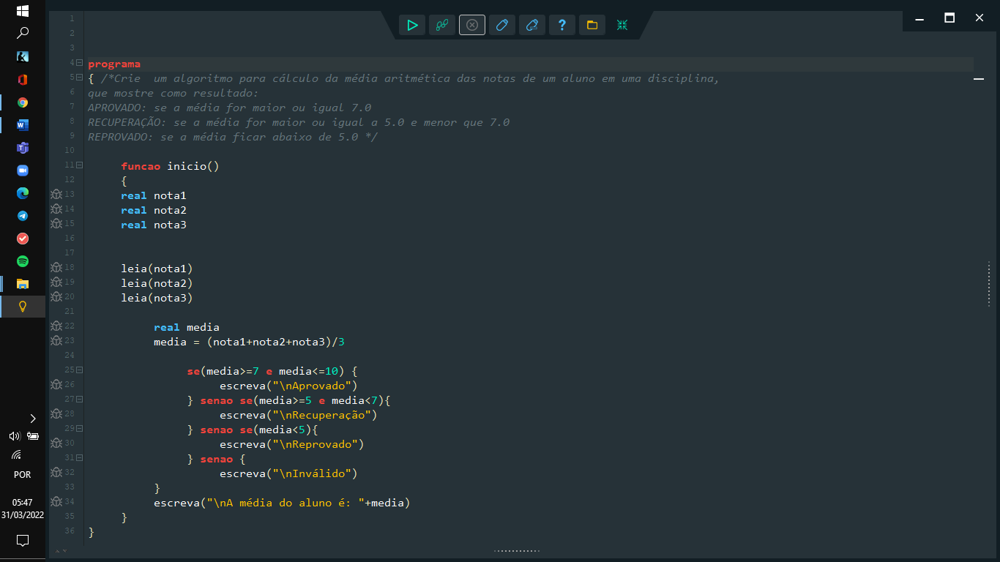 1
2
3
4 programa
5 { /*Crie  um algoritmo para cálculo da média aritmética das notas de um aluno em uma disciplina,
6 que mostre como resultado:
7 APROVADO: se a média for maior ou igual 7.0
8 RECUPERAÇÃO: se a média for maior ou igual a 5.0 e menor que 7.0
9 REPROVADO: se a média ficar abaixo de 5.0 */
10
11 funcao inicio()
12 {
13 real nota1
14 real nota2
15 real nota3
16
17
18 leia(nota1)
19 leia(nota2)
20 leia(nota3)
21
22 real media
23 media = (nota1+nota2+nota3)/3
24
25 se(media>=7 e media<=10) {
26 escreva("\nAprovado")
27 } senao se(media>=5 e media<7){
28 escreva("\nRecuperação")
29 } senao se(media<5){
30 escreva("\nReprovado")
31 } senao {
32 escreva("\nInválido")
33 }
34 escreva("\nA média do aluno é: "+media)
35 }
36 }
POR
05:47
31/03/2022